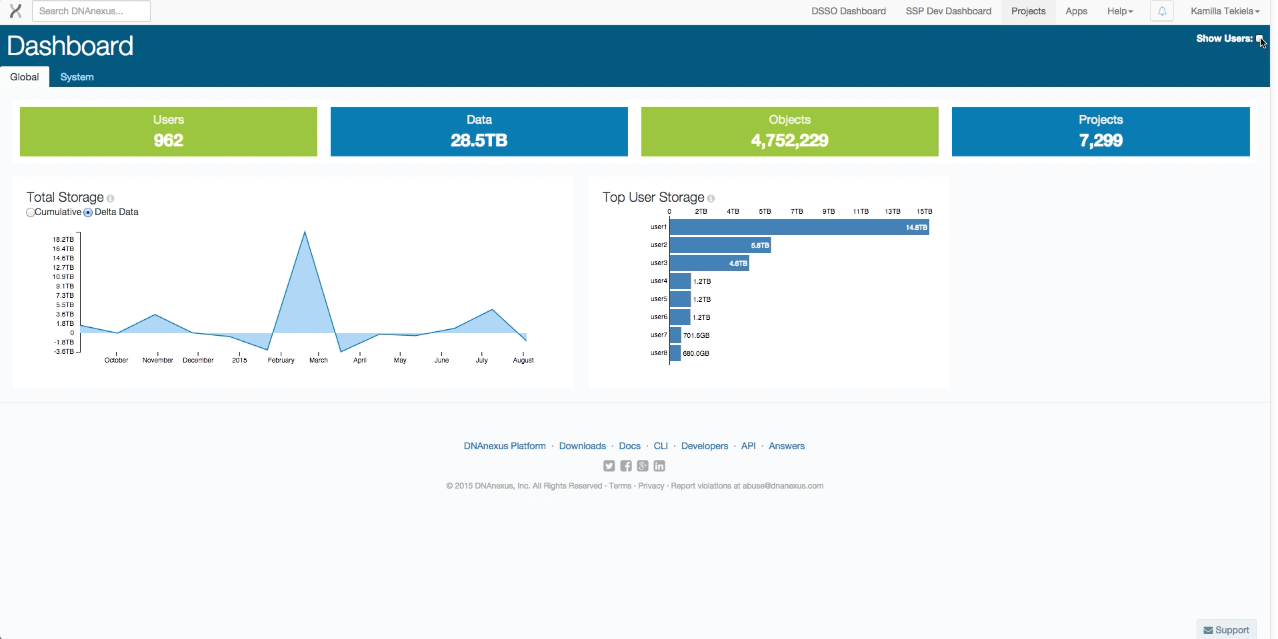 Search DNAnexus...
DSSO Dashboard
SSP Dev Dashboard
Projects
Apps
Help
Kamilla Tekiela
Dashboard
Show Users:
Global
System
Users
962
Data
28.5TB
Objects
4,752,229
Projects
7,299
Total Storage
Cumulative Delta Data
18.2TB
16.4TB
14.6TB
12.7TB
10.9TB
9.1TB
7.3TB
5.5TB
3.6TB
1.8TB
0
-1.8TB
-3.6TB
October November December 2015 February March April May June July August
Top User Storage
0 2TB 4TB 5TB 7TB 9TB 11TB 13TB 15TB
user1 14.8TB
user2 5.8TB
user3 4.6TB
user4 1.2TB
user5 1.2TB
user6 1.2TB
user7 701.6GB
user8 680.0GB
DNAnexus Platform · Downloads · Docs · CLI · Developers · API · Answers
© 2015 DNAnexus, Inc. All Rights Reserved · Terms · Privacy · Report violations at abuse@dnanexus.com
Support